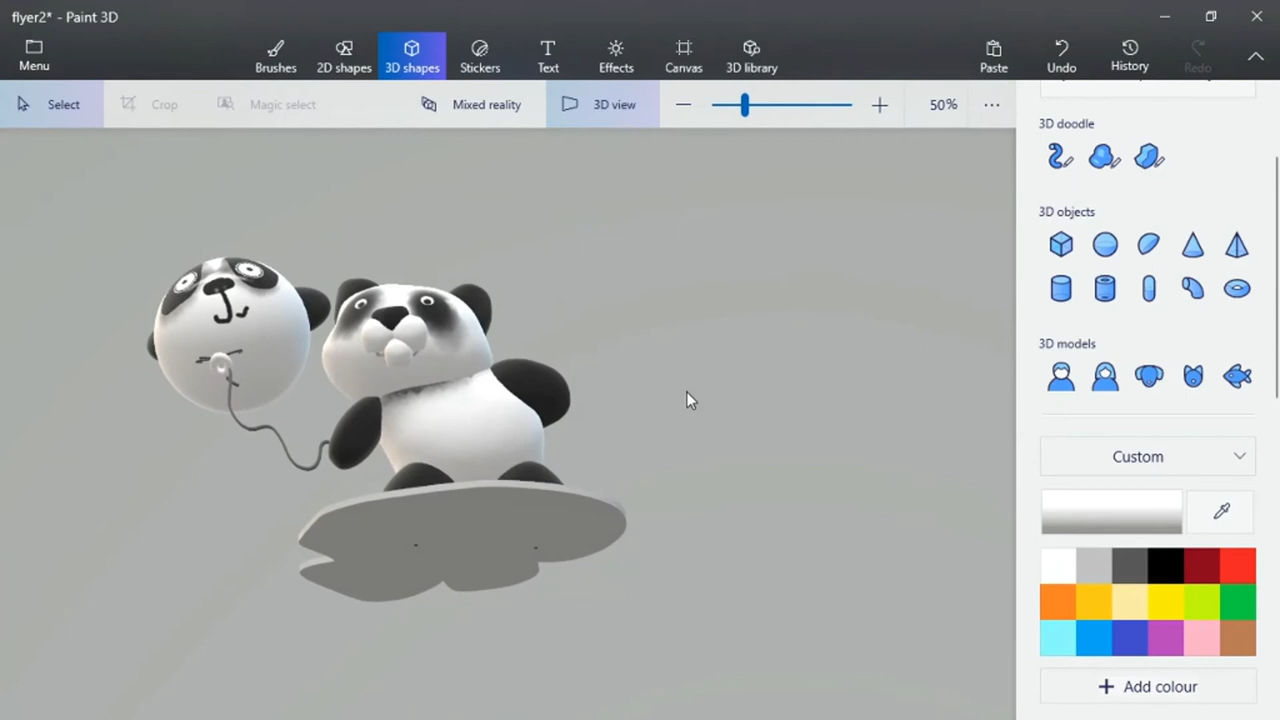 flyer2* - Paint 3D
Menu
Brushes
2D shapes
3D shapes
Stickers
Text
Effects
Canvas
3D library
Paste
Undo
History
Redo
Select
Crop
Magic select
Mixed reality
3D view
50%
3D doodle
3D objects
3D models
Custom
Add colour